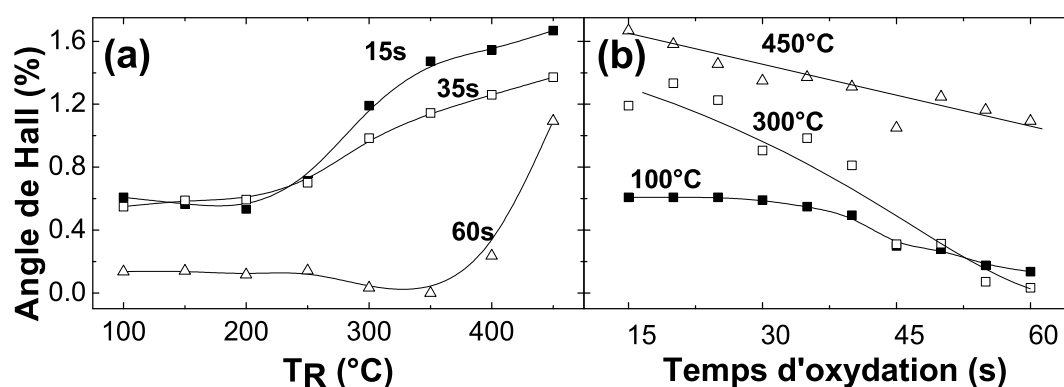 Angle de Hall (%)
1.6
1.2
0.8
0.4
0.0
(a)
15s
35s
60s
100
200
300
400
TR (°C)
(b)
450°C
300°C
100°C
15
30
45
60
Temps d'oxydation (s)